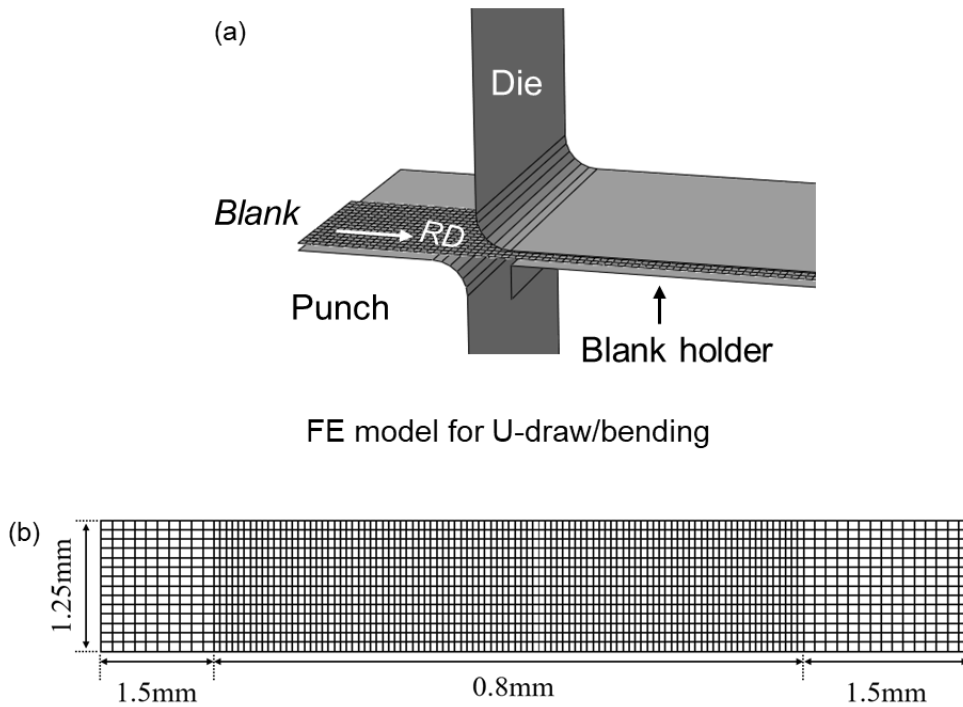 (a)
Die
Blank
RD
Punch
Blank holder
FE model for U-draw/bending
(b)
1.25mm
1.5mm
0.8mm
1.5mm